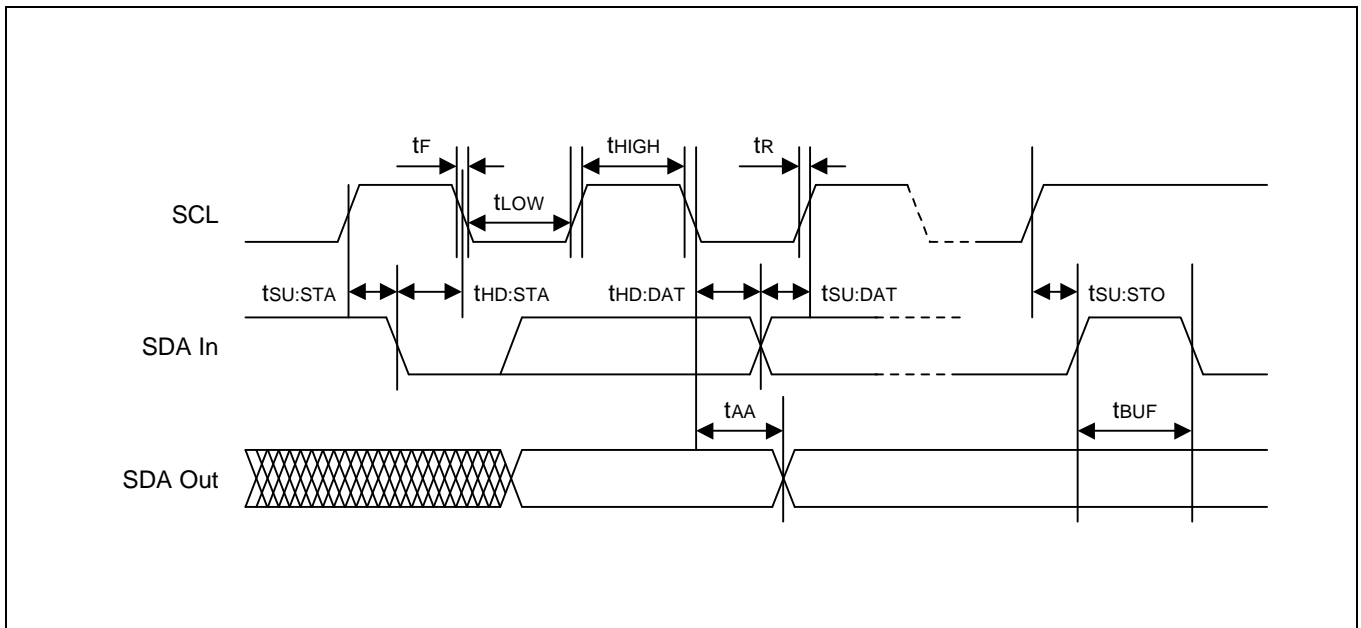 tF
tHIGH
tR
SCL
tLOW
tSU:STA
tHD:STA
tHD:DAT
tSU:DAT
tSU:STO
SDA In
tAA
tBUF
SDA Out